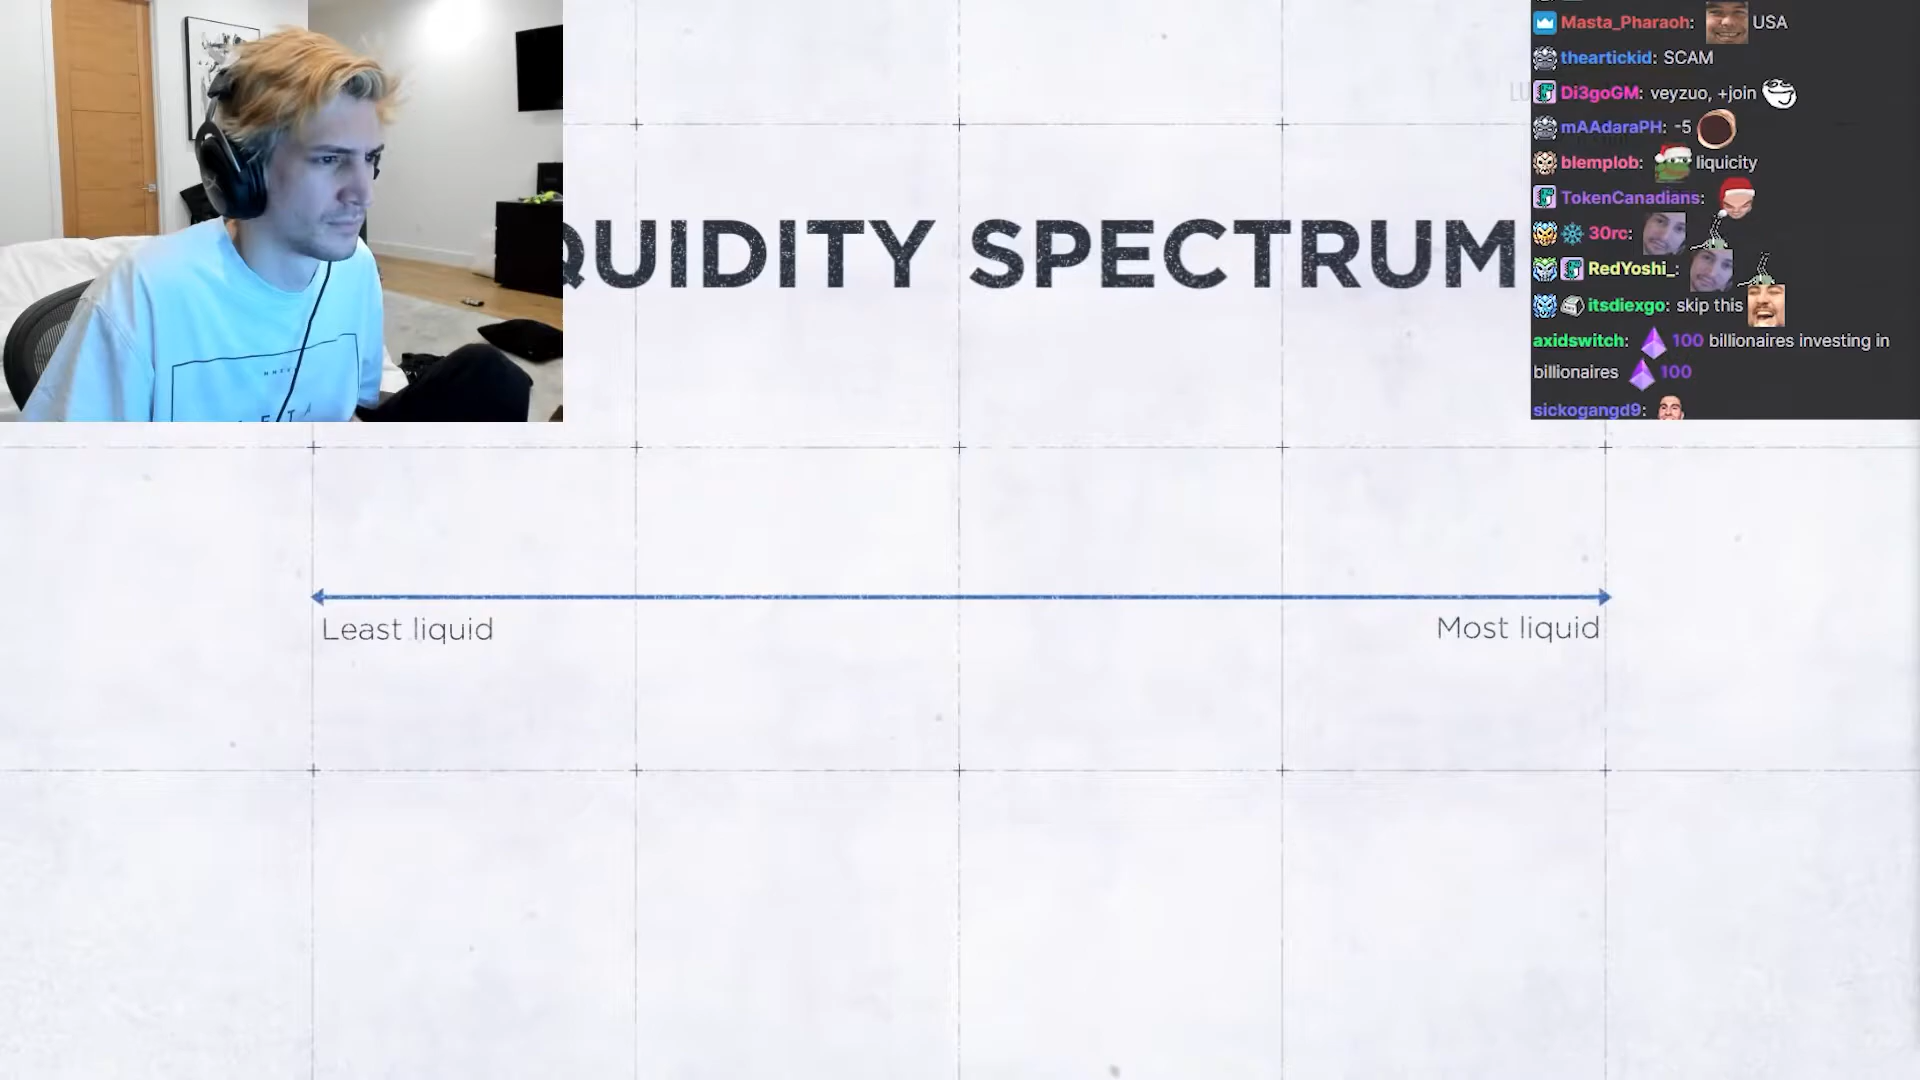 Masta_Pharaoh: USA
theartickid: SCAM
Di3goGM: veyzuo, +join
mAAdaraPH: -5
blemplob: liquicity
TokenCanadians:
30rc:
RedYoshi_:
itsdiexgo: skip this
axidswitch: 100 billionaires investing in
billionaires 100
sickogangd9:
QUIDITY SPECTRUM
Least liquid
Most liquid